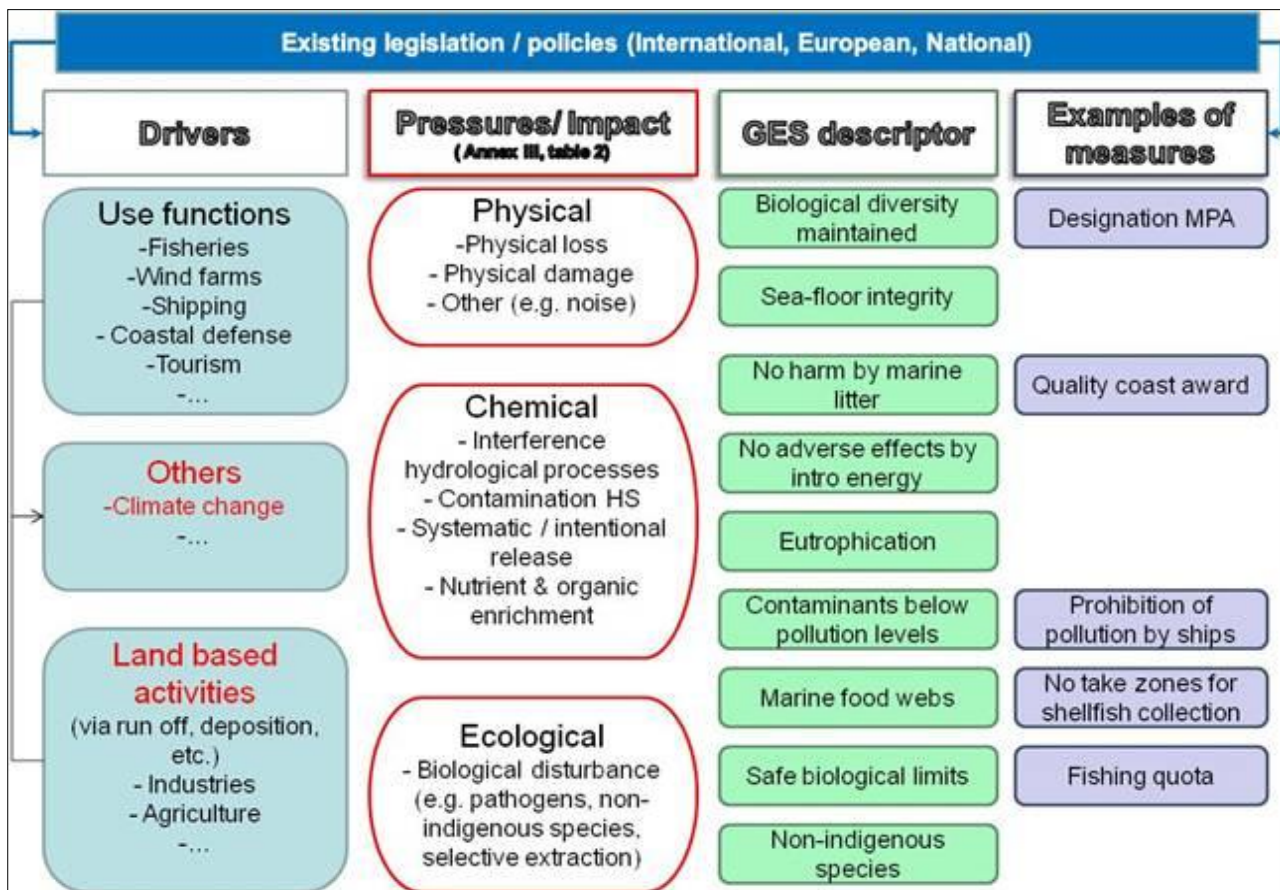 Existing legislation / policies (International, European, National)
Drivers
Use functions
-Fisheries
-Wind farms
-Shipping
- Coastal defense
-Tourism
-...
Others
-Climate change
-...
Land based
activities
(via run off, deposition,
etc.)
- Industries
- Agriculture
-...
Pressures/ Impact
( Annex III, table 2)
Physical
-Physical loss
- Physical damage
- Other (e.g. noise)
Chemical
- Interference
hydrological processes
- Contamination HS
- Systematic / intentional
release
- Nutrient & organic
enrichment
Ecological
- Biological disturbance
(e.g. pathogens, non-
indigenous species,
selective extraction)
GES descriptor
Biological diversity
maintained
Sea-floor integrity
No harm by marine
litter
No adverse effects by
intro energy
Eutrophication
Contaminants below
pollution levels
Marine food webs
Safe biological limits
Non-indigenous
species
Examples of
measures
Designation MPA
Quality coast award
Prohibition of
pollution by ships
No take zones for
shellfish collection
Fishing quota